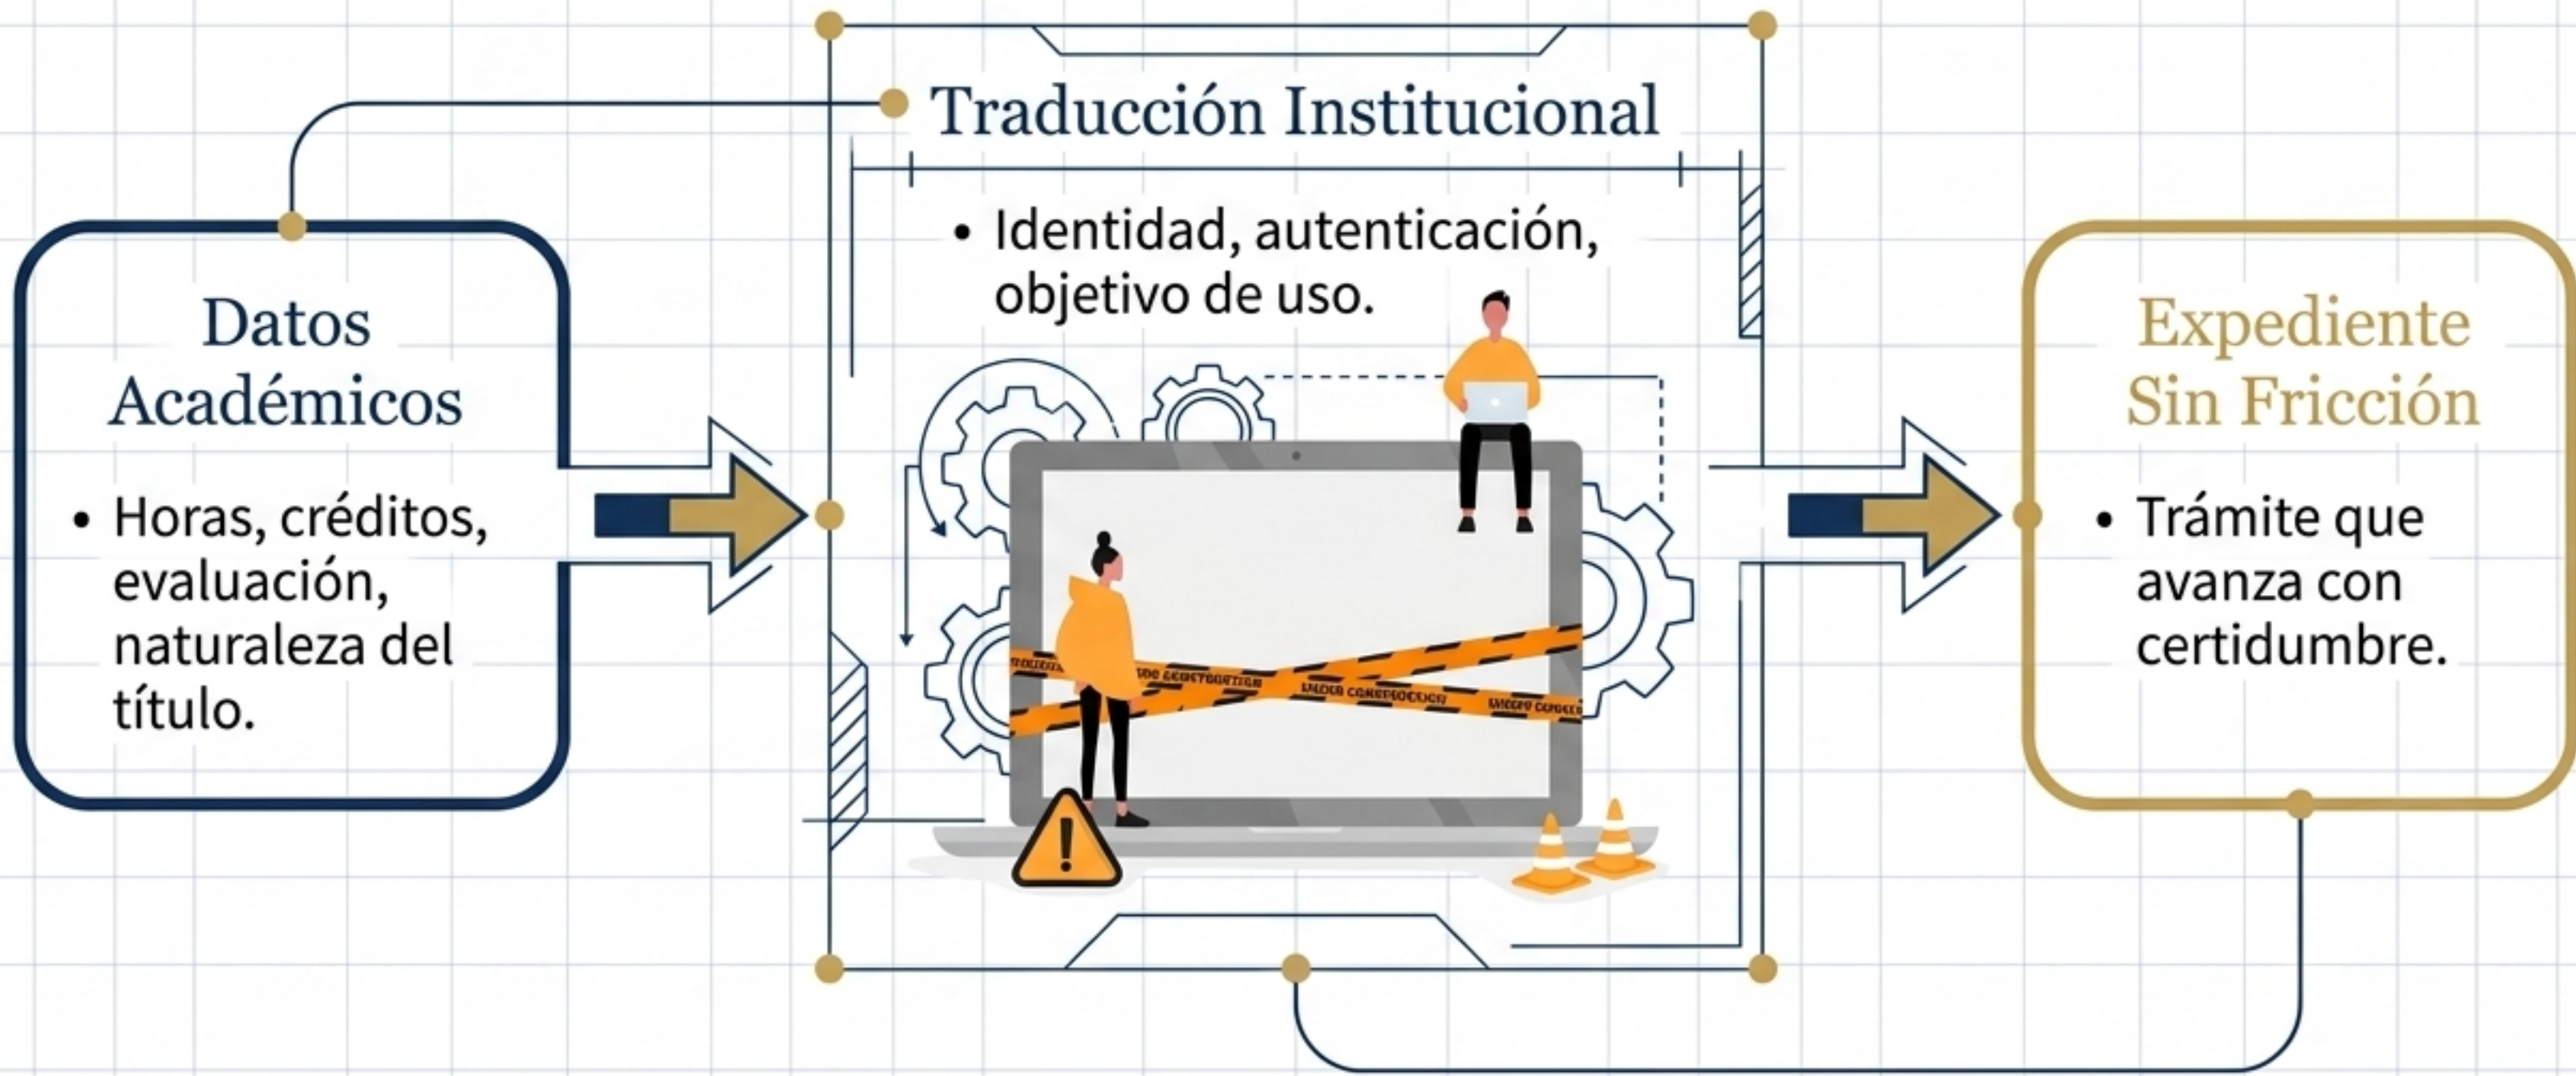 Traducción Institucional
• Identidad, autenticación,
objetivo de uso.
Datos
Académicos
• Horas, créditos,
evaluación,
naturaleza del
título.
Expediente
Sin Fricción
• Trámite que
avanza con
certidumbre.
!